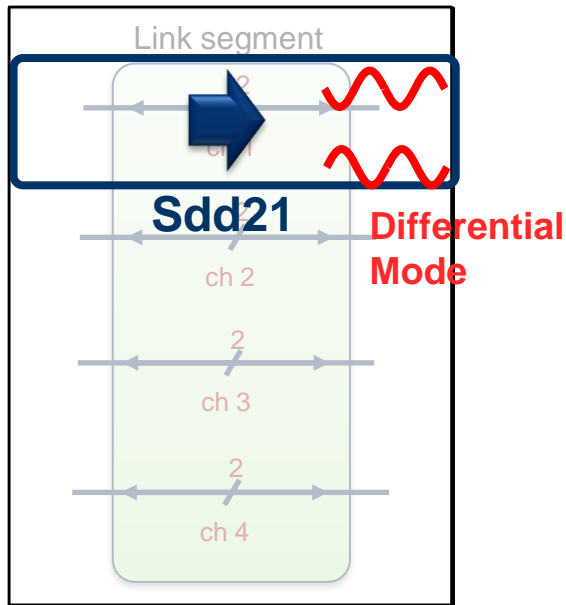 Link segment
2
ch 1
Sdd21
Differential
Mode
2
ch 2
2
ch 3
2
ch 4